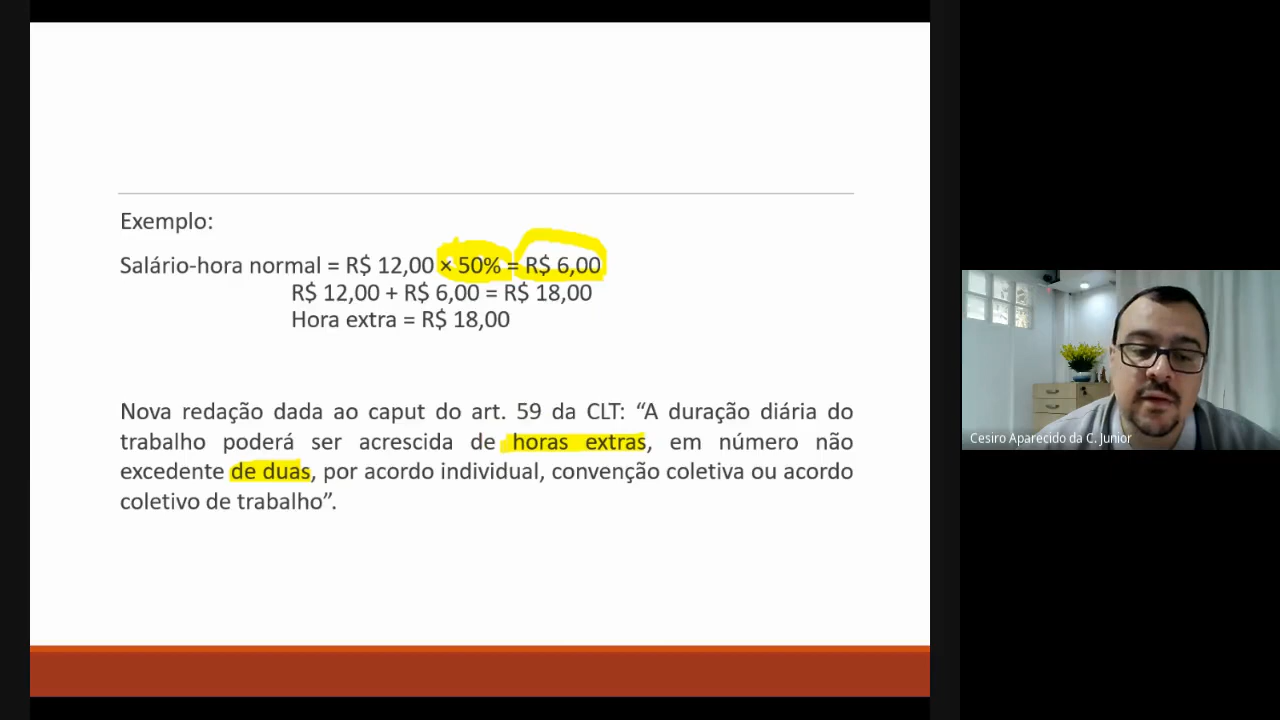 Exemplo:
Salário-hora normal = R$ 12,00 × 50% = R$ 6,00
R$ 12,00 + R$ 6,00 = R$ 18,00
Hora extra = R$ 18,00
Nova redação dada ao caput do art. 59 da CLT: “A duração diária do
trabalho poderá ser acrescida de horas extras, em número não
excedente de duas, por acordo individual, convenção coletiva ou acordo
coletivo de trabalho”.
Cesiro Aparecido da C. Junior